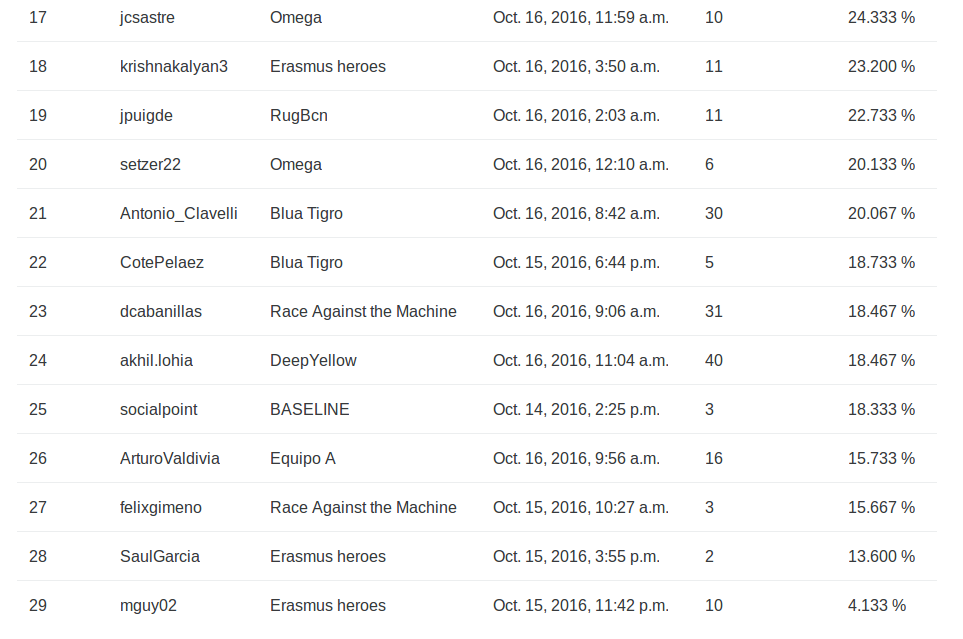 17 jcsastre Omega Oct. 16, 2016, 11:59 a.m. 10 24.333 %
18 krishnakalyan3 Erasmus heroes Oct. 16, 2016, 3:50 a.m. 11 23.200 %
19 jpuigde RugBcn Oct. 16, 2016, 2:03 a.m. 11 22.733 %
20 setzer22 Omega Oct. 16, 2016, 12:10 a.m. 6 20.133 %
21 Antonio_Clavelli Blua Tigro Oct. 16, 2016, 8:42 a.m. 30 20.067 %
22 CotePelaez Blua Tigro Oct. 15, 2016, 6:44 p.m. 5 18.733 %
23 dcabanillas Race Against the Machine Oct. 16, 2016, 9:06 a.m. 31 18.467 %
24 akhil.lohia DeepYellow Oct. 16, 2016, 11:04 a.m. 40 18.467 %
25 socialpoint BASELINE Oct. 14, 2016, 2:25 p.m. 3 18.333 %
26 ArturoValdivia Equipo A Oct. 16, 2016, 9:56 a.m. 16 15.733 %
27 felixgimeno Race Against the Machine Oct. 15, 2016, 10:27 a.m. 3 15.667 %
28 SaulGarcia Erasmus heroes Oct. 15, 2016, 3:55 p.m. 2 13.600 %
29 mguy02 Erasmus heroes Oct. 15, 2016, 11:42 p.m. 10 4.133 %